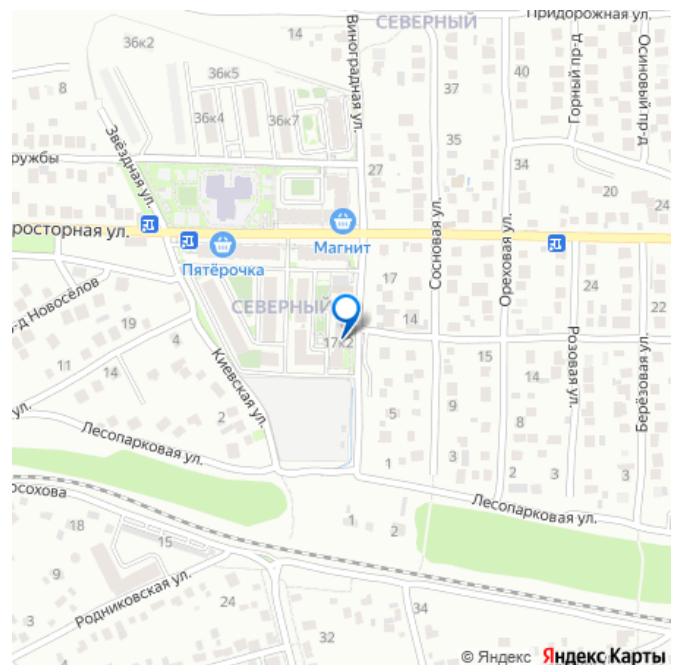 СЕВЕРНЫЙ
Придорожная ул.
36к2
14
Виноградная ул.
36к5
8
36к4
36к7
37
40
Горный пр-д
Осиновый пр-д
35
Звёздная ул.
ружбы
27
34
20
24
росторная ул.
Магнит
Пятёрочка
Сосновая ул.
Ореховая ул.
17
24
-д Новосёлов
СЕВЕРНЫЙ
22
19
4
14
17к2
15
Розовая ул.
Берёзовая ул.
11
14
Киевская ул.
ул.
2
5
9
8
Лесопарковая ул.
1
3
2
3
3
осохова
Лесопарковая ул.
18
1
2
15
9
Родниковская ул.
3
24
34
32
© Яндекс Яндекс Карты